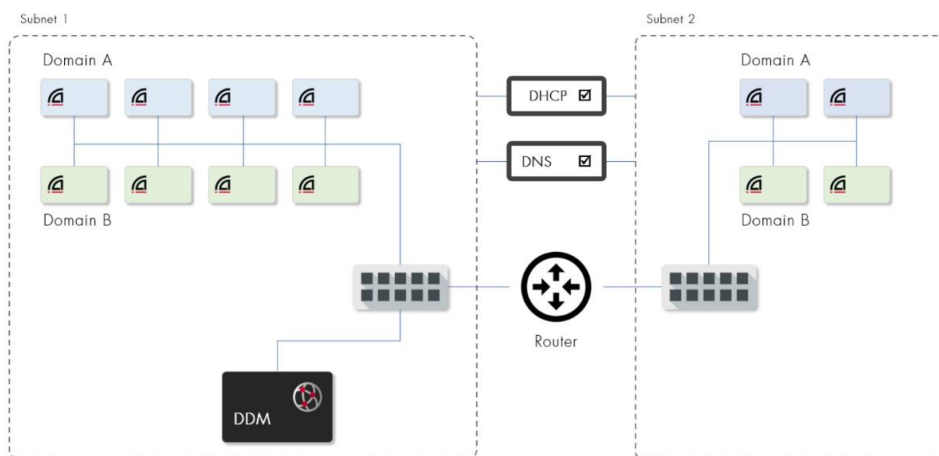 Subnet 1
Subnet 2
Domain A
Domain A
DHCP
DNS
Domain B
Domain B
Router
DDM